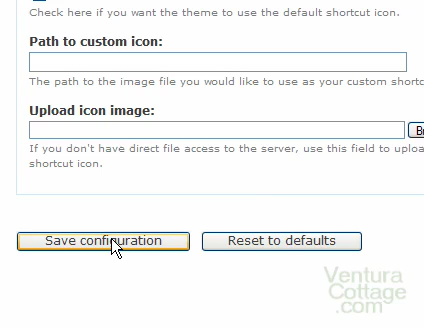 Check here if you want the theme to use the default shortcut icon.
Path to custom icon:
The path to the image file you would like to use as your custom
Upload icon image:
If you don't have direct file access to the server, use this field to
shortcut icon.
Save configuration
Reset to defaults
Ventura
Cottage
.com